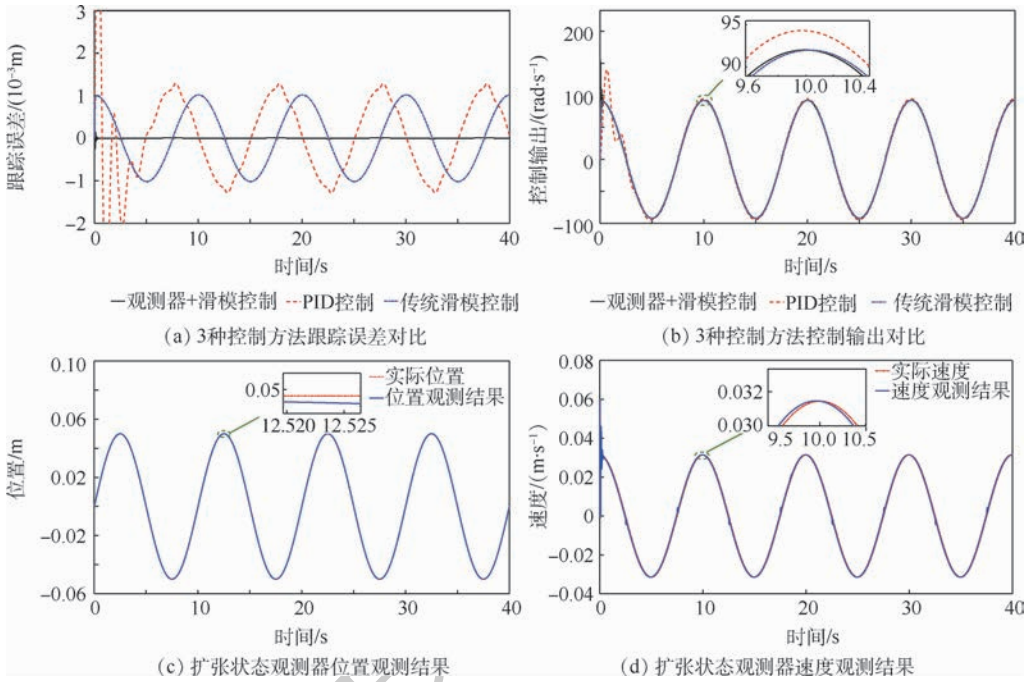 跟踪误差/(10⁻³m)
3
2
1
0
−1
−2
0
10
20
30
40
时间/s
观测器+滑模控制 PID控制 传统滑模控制
(a) 3种控制方法跟踪误差对比
控制输出/(rad·s⁻¹)
200
100
0
−100
95
90
9.6 10.0 10.4
0
10
20
30
40
时间/s
观测器+滑模控制 PID控制 传统滑模控制
(b) 3种控制方法控制输出对比
位置/m
0.10
0.06
0.02
−0.02
−0.06
0.05
12.520 12.525
实际位置
位置观测结果
0
10
20
30
40
时间/s
(c) 扩张状态观测器位置观测结果
速度/(m·s⁻¹)
0.08
0.06
0.04
0.02
0
−0.02
−0.04
0.032
0.030
9.5 10.0 10.5
实际速度
速度观测结果
0
10
20
30
40
时间/s
(d) 扩张状态观测器速度观测结果